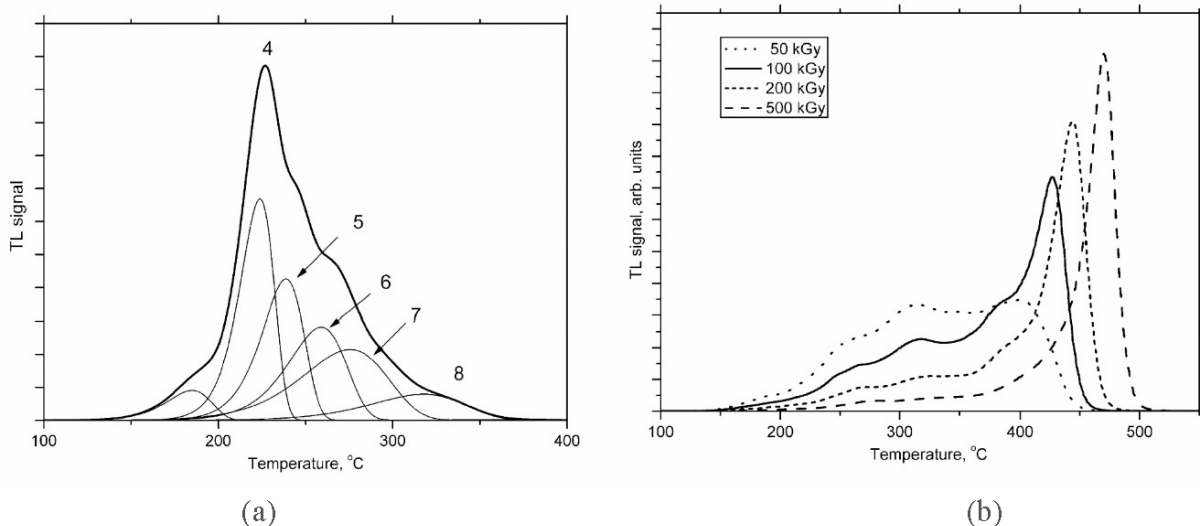 4
5
6
7
8
TL signal
100
200
300
400
Temperature, °C
(a)
50 kGy
100 kGy
200 kGy
500 kGy
TL signal, arb. units
100
200
300
400
500
Temperature, °C
(b)